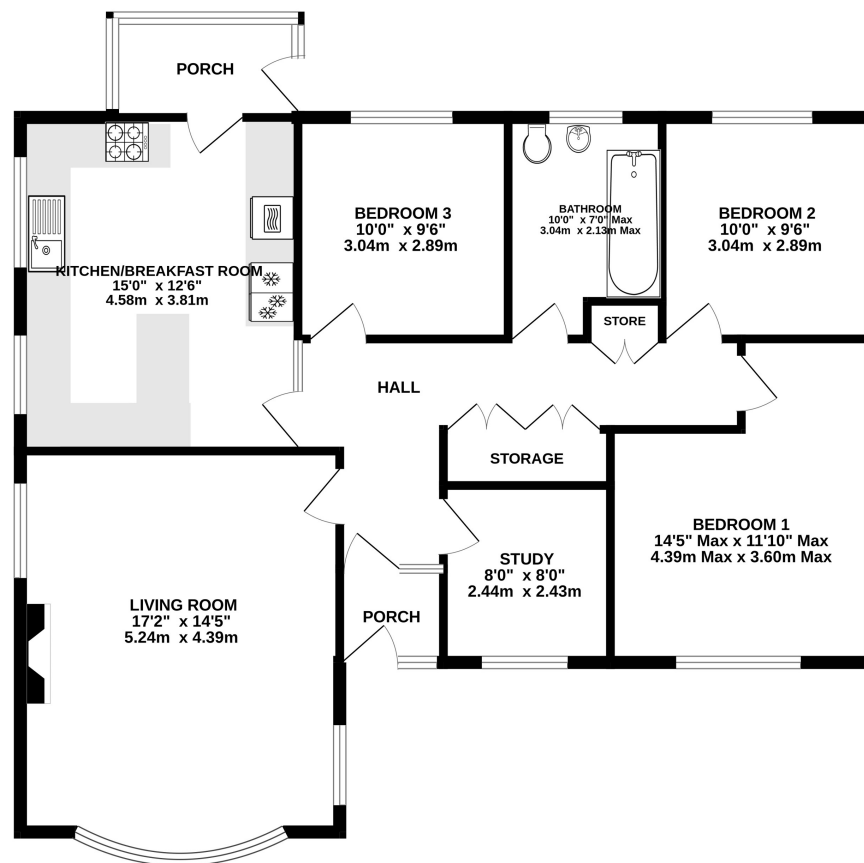 PORCH
BEDROOM 3
10'0" x 9'6"
3.04m x 2.89m
BATHROOM
10'0" x 7'0" Max
3.04m x 2.13m Max
BEDROOM 2
10'0" x 9'6"
3.04m x 2.89m
KITCHEN/BREAKFAST ROOM
15'0" x 12'6"
4.58m x 3.81m
STORE
HALL
STORAGE
BEDROOM 1
14'5" Max x 11'10" Max
4.39m Max x 3.60m Max
STUDY
8'0" x 8'0"
2.44m x 2.43m
LIVING ROOM
17'2" x 14'5"
5.24m x 4.39m
PORCH